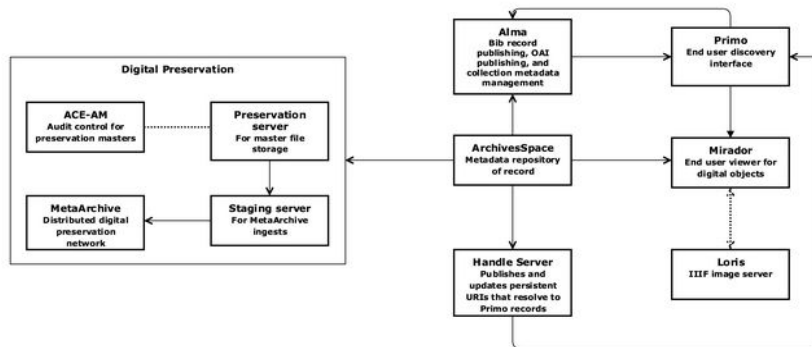 Digital Preservation
ACE-AM
Audit control for
preservation masters
Preservation
server
For master file
storage
MetaArchive
Distributed digital
preservation
network
Staging server
For MetaArchive
ingests
Alma
Bib record
publishing, OAI
publishing, and
collection metadata
management
Primo
End user discovery
interface
ArchivesSpace
Metadata repository
of record
Mirador
End user viewer for
digital objects
Handle Server
Publishes and
updates persistent
URIs that resolve to
Primo records
Loris
IIIF image server